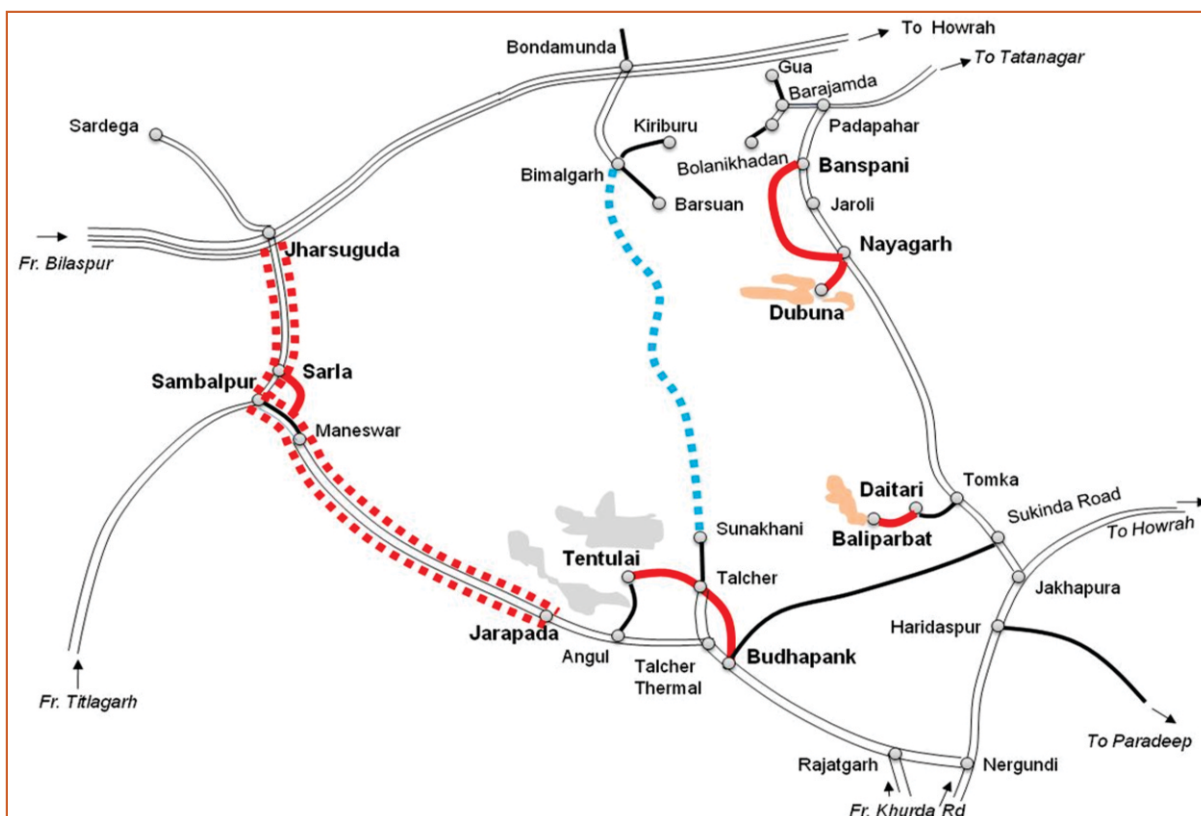 To Howrah
Bondamunda
To Tatanagar
Gua
Barajamda
Sardega
Kiriburu
Padapahar
Bolanikhadan
Bimalgarh
Banspani
Barsuan
Jaroli
Jharsuguda
Nayagarh
Fr. Bilaspur
Dubuna
Sarla
Sambalpur
Maneswar
Daitari
Tomka
Sukinda Road
Baliparbat
To Howrah
Sunakhani
Tentulai
Talcher
Jakhapura
Jarapada
Haridaspur
Angul
Talcher
Thermal
Budhapank
Fr. Titlagarh
To Paradeep
Rajatgarh
Nergundi
Fr. Khurda Rd